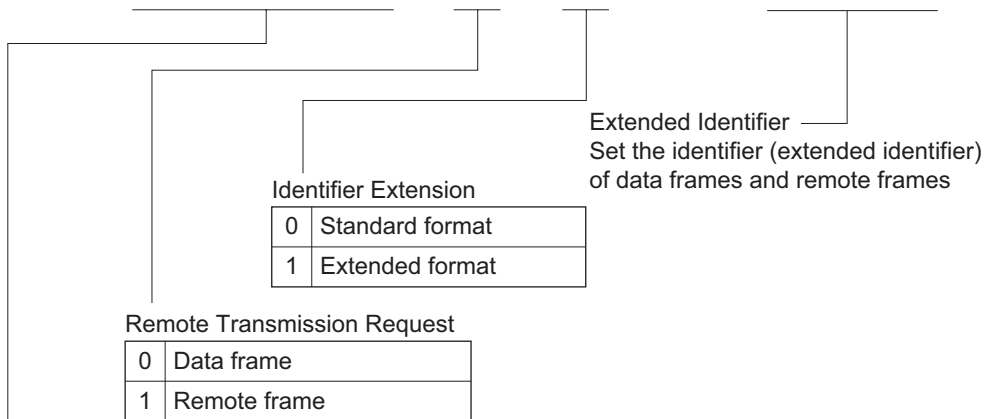 Extended Identifier
Set the identifier (extended identifier)
of data frames and remote frames
Identifier Extension
0 Standard format
1 Extended format
Remote Transmission Request
0 Data frame
1 Remote frame